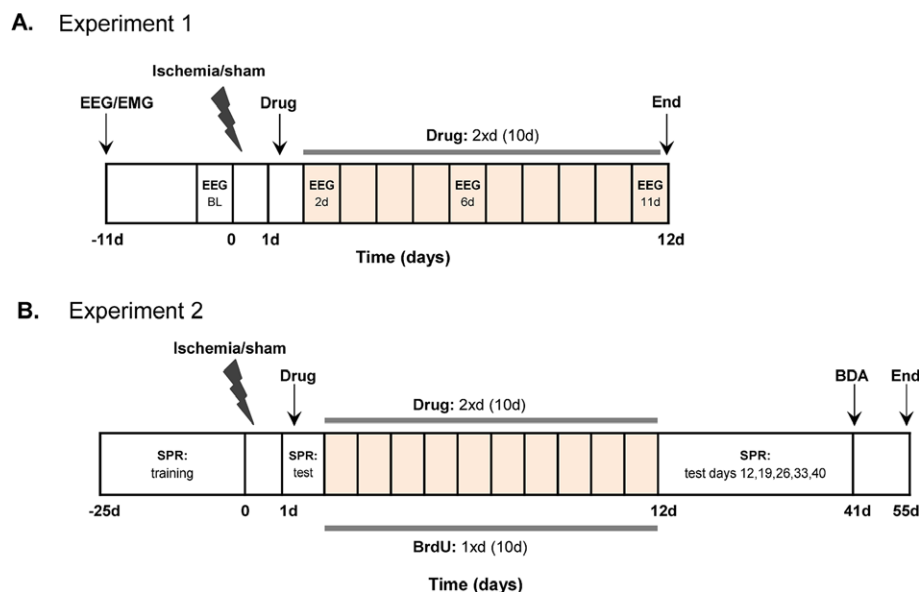 A. Experiment 1
Ischemia/sham
EEG/EMG
Drug
End
Drug: 2xd (10d)
EEG
BL
EEG
2d
EEG
6d
EEG
11d
-11d
0
1d
12d
Time (days)
B. Experiment 2
Ischemia/sham
Drug
BDA
End
Drug: 2xd (10d)
SPR:
training
SPR:
test
SPR:
test days 12,19,26,33,40
-25d
0
1d
12d
41d
55d
BrdU: 1xd (10d)
Time (days)